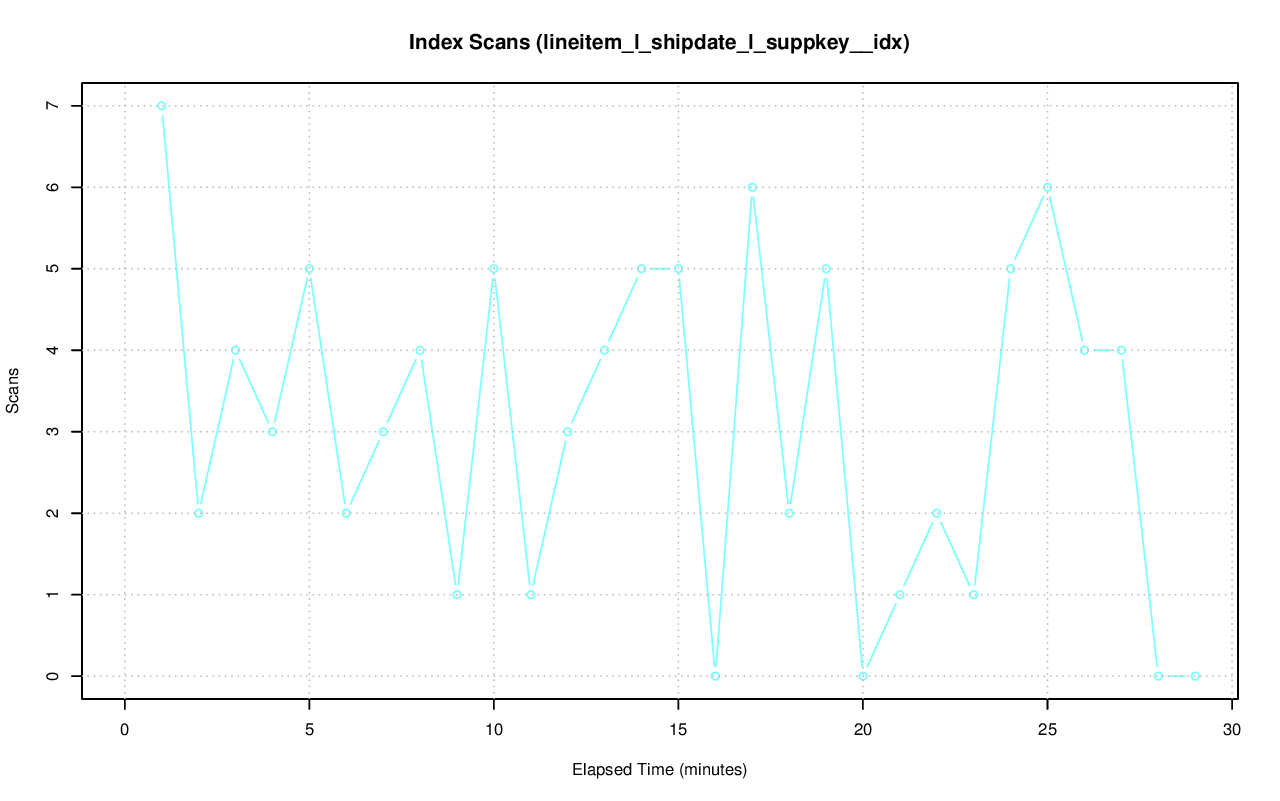 Index Scans (lineitem_l_shipdate_l_suppkey__idx)
7
6
5
4
3
2
1
0
Scans
0 5 10 15 20 25 30
Elapsed Time (minutes)